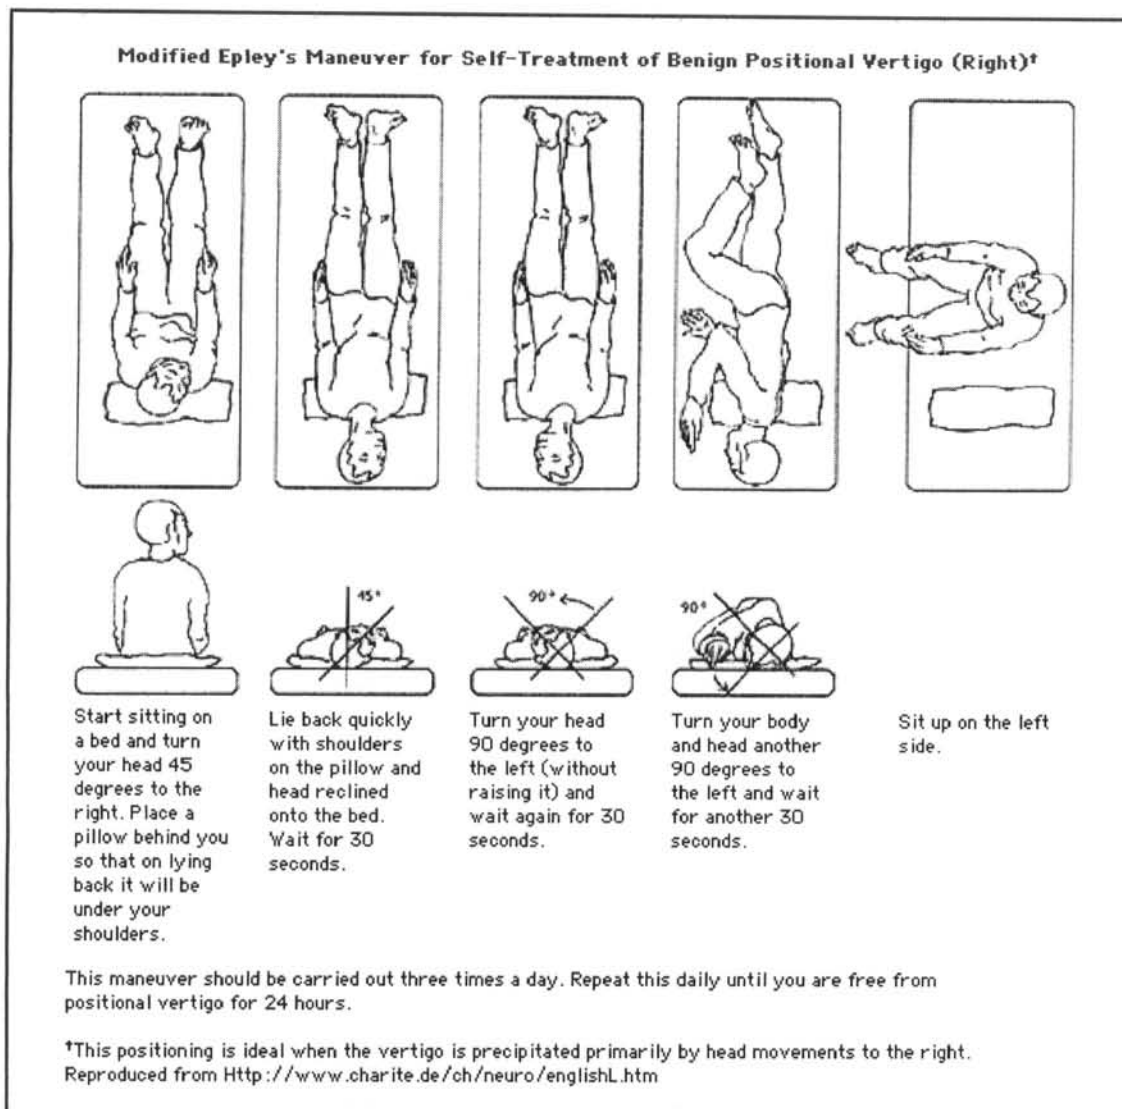 Modified Epley's Maneuver for Self-Treatment of Benign Positional Vertigo (Right)†
45°
90°
90°
Start sitting on
a bed and turn
your head 45
degrees to the
right. Place a
pillow behind you
so that on lying
back it will be
under your
shoulders.
Lie back quickly
with shoulders
on the pillow and
head reclined
onto the bed.
Wait for 30
seconds.
Turn your head
90 degrees to
the left (without
raising it) and
wait again for 30
seconds.
Turn your body
and head another
90 degrees to
the left and wait
for another 30
seconds.
Sit up on the left
side.
This maneuver should be carried out three times a day. Repeat this daily until you are free from
positional vertigo for 24 hours.
†This positioning is ideal when the vertigo is precipitated primarily by head movements to the right.
Reproduced from Http://www.charite.de/ch/neuro/englishL.htm